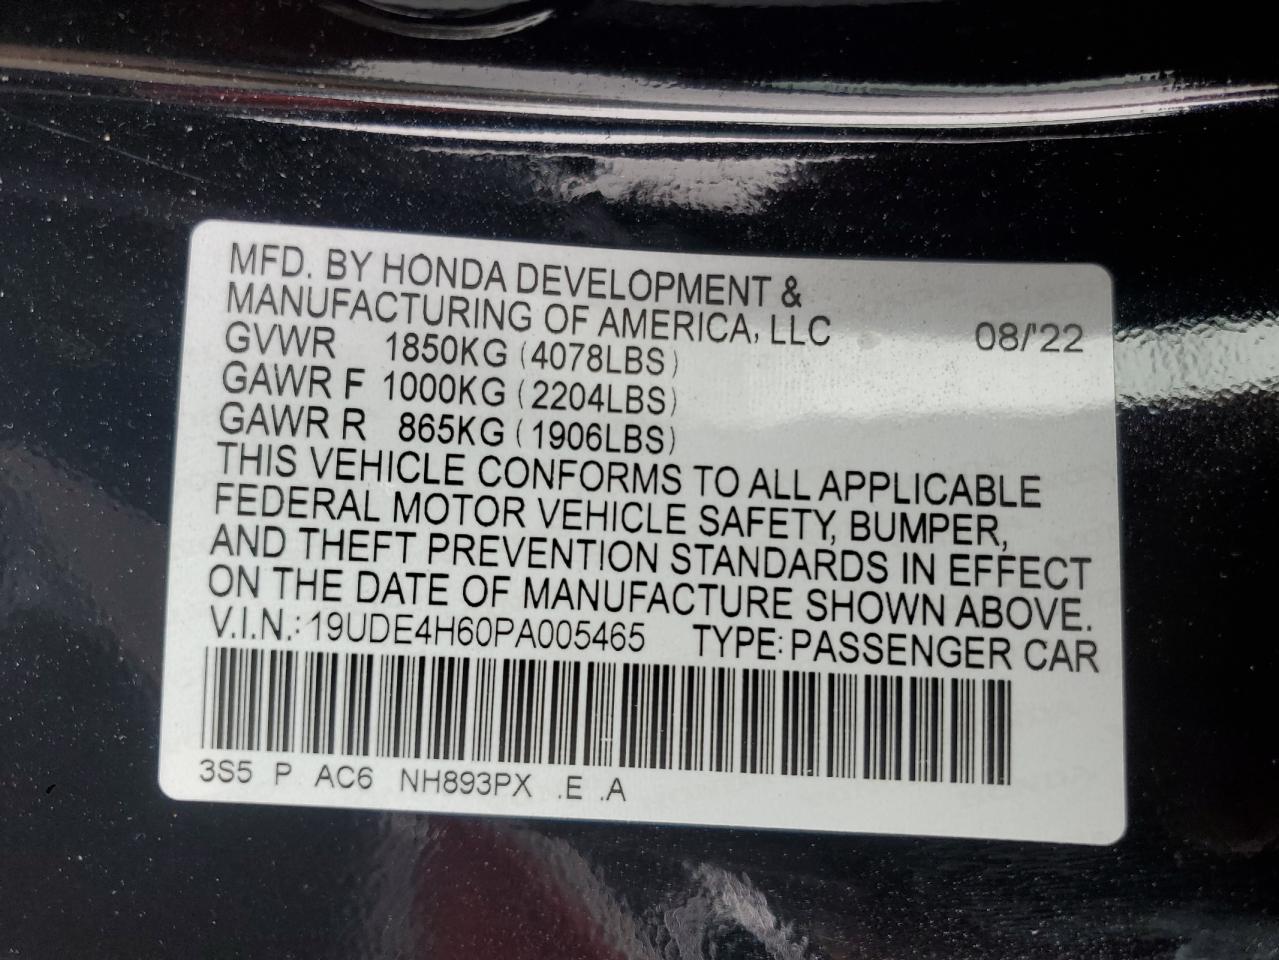 MFD. BY HONDA DEVELOPMENT &
MANUFACTURING OF AMERICA, LLC 08/'22
GVWR 1850KG (4078LBS)
GAWR F 1000KG (2204LBS)
GAWR R 865KG (1906LBS)
THIS VEHICLE CONFORMS TO ALL APPLICABLE
FEDERAL MOTOR VEHICLE SAFETY, BUMPER,
AND THEFT PREVENTION STANDARDS IN EFFECT
ON THE DATE OF MANUFACTURE SHOWN ABOVE.
V.I.N.: 19UDE4H60PA005465 TYPE: PASSENGER CAR
3S5 P AC6 NH893PX .E .A